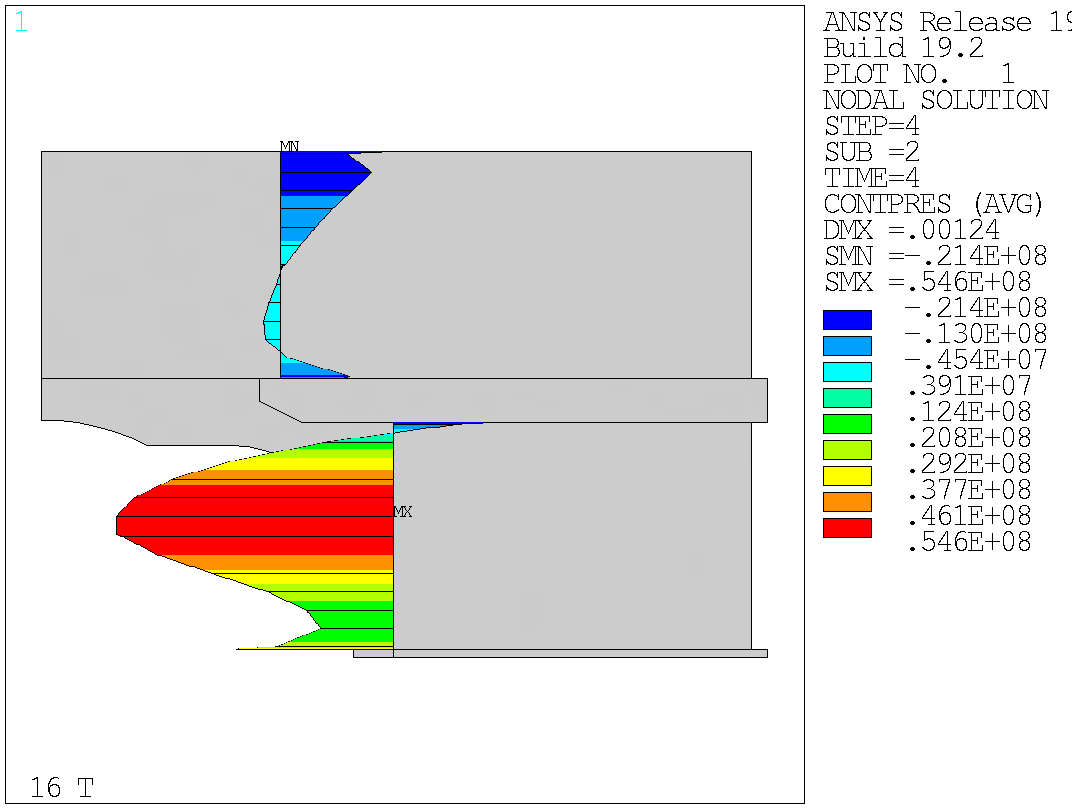 1
ANSYS Release 19
Build 19.2
PLOT NO. 1
NODAL SOLUTION
STEP=4
SUB =2
TIME=4
CONTPRES (AVG)
DMX =.00124
SMN =-.214E+08
SMX =.546E+08
-.214E+08
-.130E+08
-.454E+07
.391E+07
.124E+08
.208E+08
.292E+08
.377E+08
.461E+08
.546E+08
MN
MX
16 T